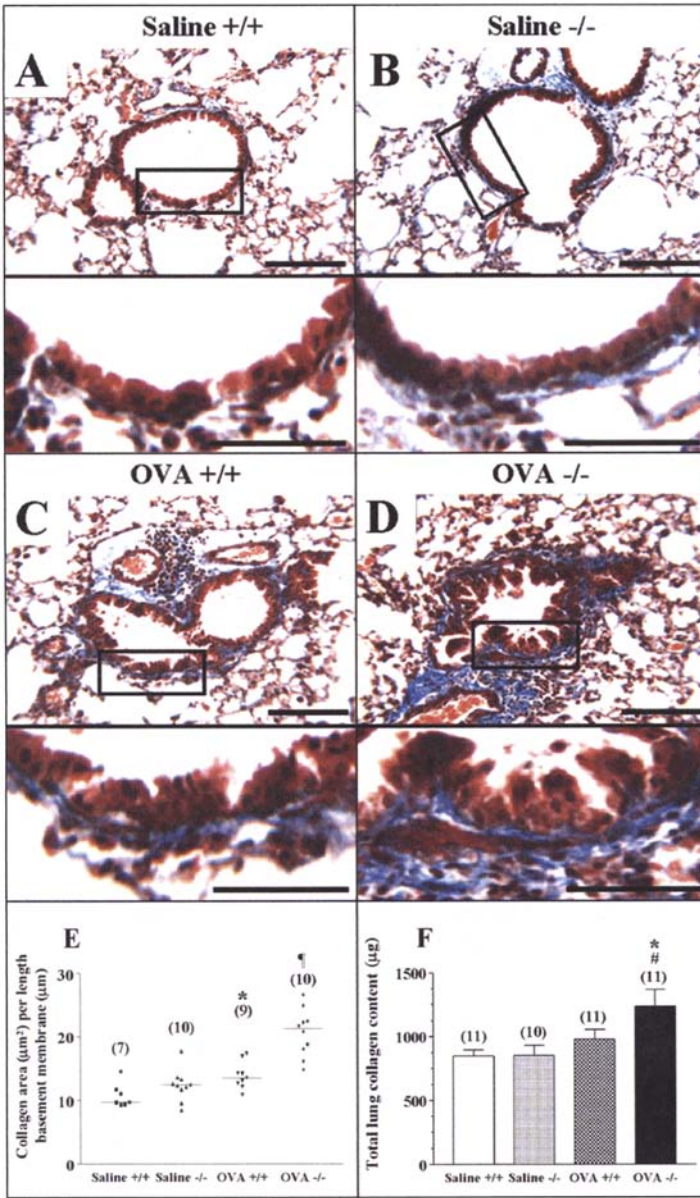 Saline +/+
Saline -/-
A
B
OVA +/+
OVA -/-
C
D
E
Collagen area (μm²) per length
basement membrane (μm)
30
20
10
0
(7)
(10)
*
(9)
¶
(10)
Saline +/+ Saline -/- OVA +/+ OVA -/-
F
Total lung collagen content (μg)
1500
1000
500
0
(11)
(10)
(11)
*
#
(11)
Saline +/+ Saline -/- OVA +/+ OVA -/-